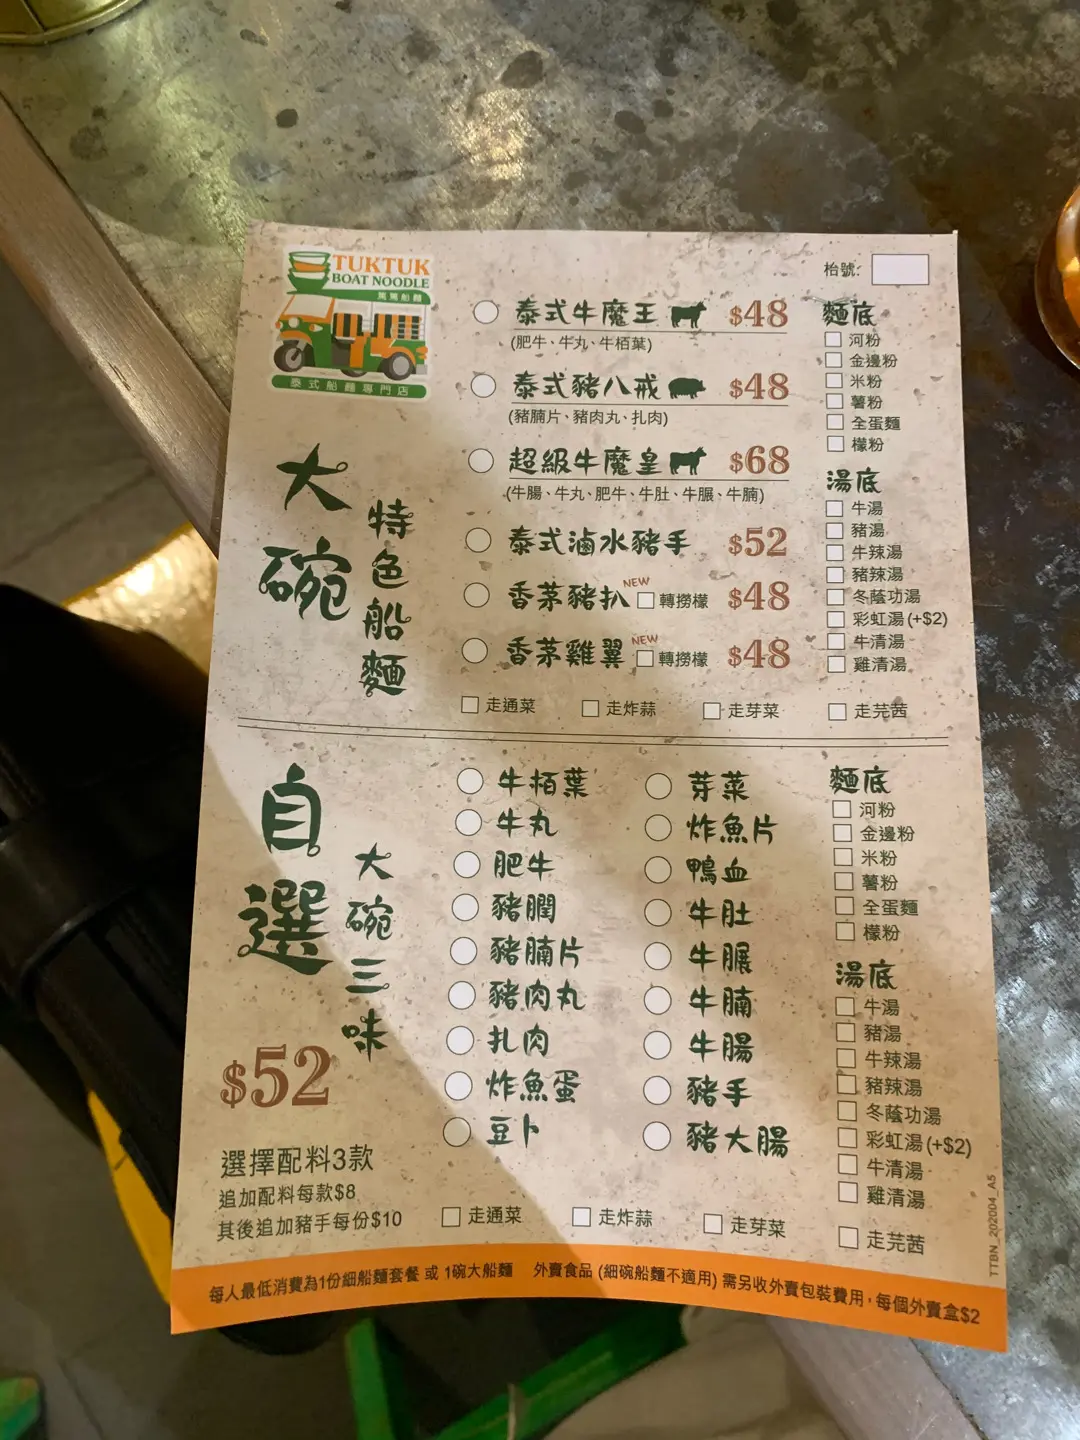 TUKTUK
BOAT NOODLE
篤篤船麵
泰式船麵專門店
枱號:
大碗
特色船麵
泰式牛魔王 $48
(肥牛、牛丸、牛栢葉)
泰式豬八戒 $48
(豬腩片、豬肉丸、扎肉)
超級牛魔皇 $68
(牛腸、牛丸、肥牛、牛肚、牛𦟌、牛腩)
泰式滷水豬手 $52
香茅豬扒 NEW 轉撈檬 $48
香茅雞翼 NEW 轉撈檬 $48
麵底
河粉
金邊粉
米粉
薯粉
全蛋麵
檬粉
湯底
牛湯
豬湯
牛辣湯
豬辣湯
冬蔭功湯
彩虹湯(+$2)
牛清湯
雞清湯
走通菜 走炸蒜 走芽菜 走芫茜
自選
大碗三味
$52
選擇配料3款
追加配料每款$8
其後追加豬手每份$10
牛栢葉
牛丸
肥牛
豬膶
豬腩片
豬肉丸
扎肉
炸魚蛋
豆卜
芽菜
炸魚片
鴨血
牛肚
牛𦟌
牛腩
牛腸
豬手
豬大腸
麵底
河粉
金邊粉
米粉
薯粉
全蛋麵
檬粉
湯底
牛湯
豬湯
牛辣湯
豬辣湯
冬蔭功湯
彩虹湯(+$2)
牛清湯
雞清湯
走通菜 走炸蒜 走芽菜 走芫茜
TTBN_202004_A5
每人最低消費為1份細船麵套餐 或 1碗大船麵 外賣食品 (細碗船麵不適用) 需另收外賣包裝費用，每個外賣盒$2